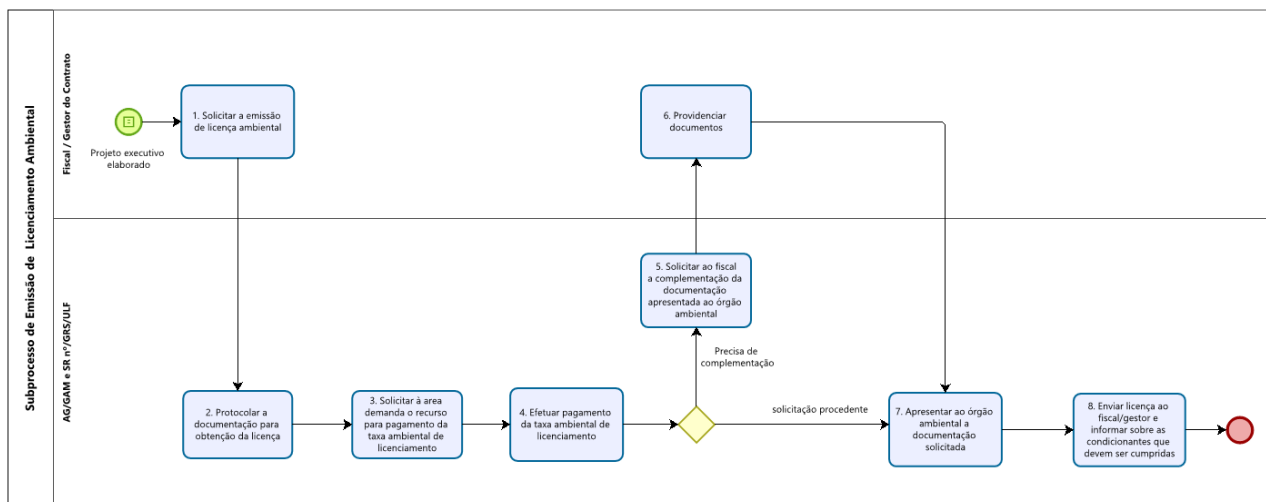 Subprocesso de Emissão de  Licenciamento Ambiental
Fiscal / Gestor do Contrato
Projeto executivo
elaborado
1. Solicitar a emissão
de licença ambiental
6. Providenciar
documentos
AG/GAM e SR nº/GRS/ULF
2. Protocolar a
documentação para
obtenção da licença
3. Solicitar à area
demanda o recurso
para pagamento da
taxa ambiental de
licenciamento
4. Efetuar pagamento
da taxa ambiental de
licenciamento
5. Solicitar ao fiscal
a complementação da
documentação
apresentada ao órgão
ambiental
Precisa de
complementação
solicitação procedente
7. Apresentar ao órgão
ambiental a
documentação
solicitada
8. Enviar licença ao
fiscal/gestor e
informar sobre as
condicionantes que
devem ser cumpridas